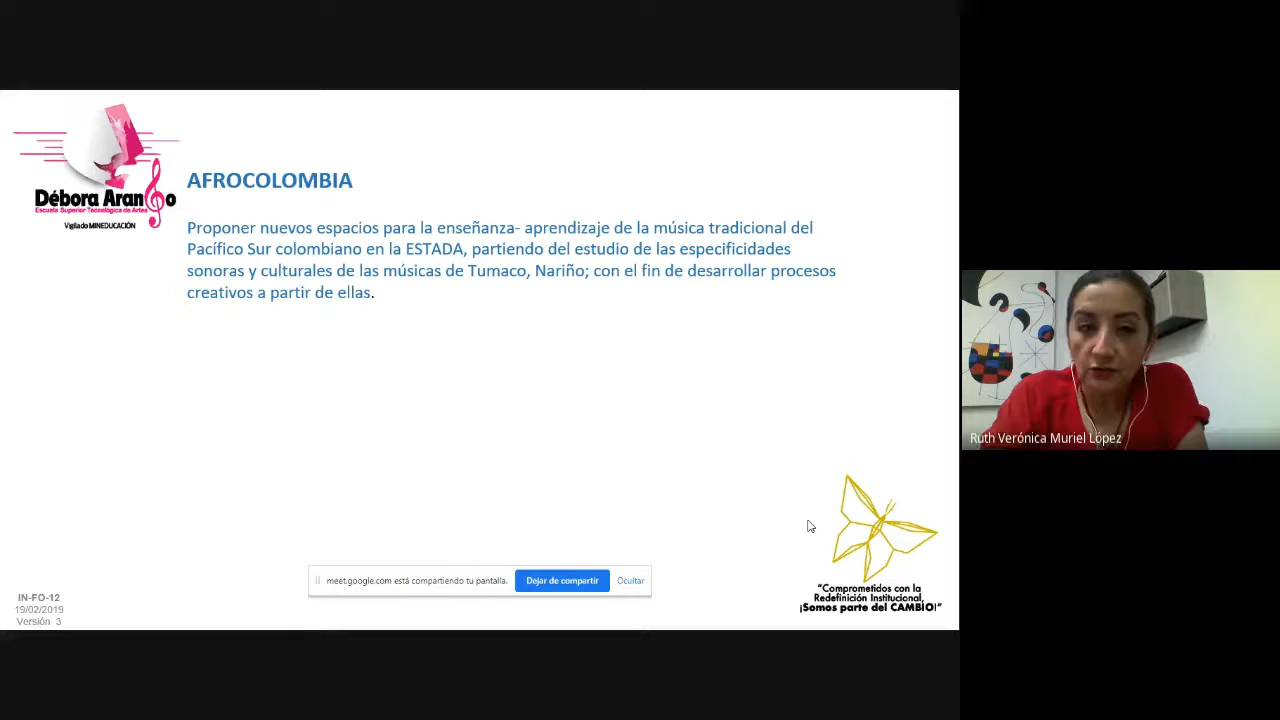 Débora Arango
Escuela Superior Tecnológica de Artes
Vigilado MINEDUCACIÓN
AFROCOLOMBIA
Proponer nuevos espacios para la enseñanza- aprendizaje de la música tradicional del
Pacífico Sur colombiano en la ESTADA, partiendo del estudio de las especificidades
sonoras y culturales de las músicas de Tumaco, Nariño; con el fin de desarrollar procesos
creativos a partir de ellas.
Ruth Verónica Muriel López
meet.google.com está compartiendo tu pantalla.
Dejar de compartir
Ocultar
IN-FO-12
19/02/2019
Versión 3
“Comprometidos con la
Redefinición Institucional,
¡Somos parte del CAMBIO!”